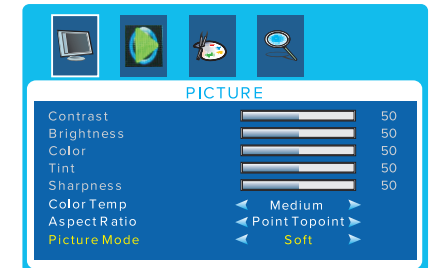 PICTURE
Contrast 50
Brightness 50
Color 50
Tint 50
Sharpness 50
Color Temp Medium
Aspect Ratio Point Topoint
Picture Mode Soft